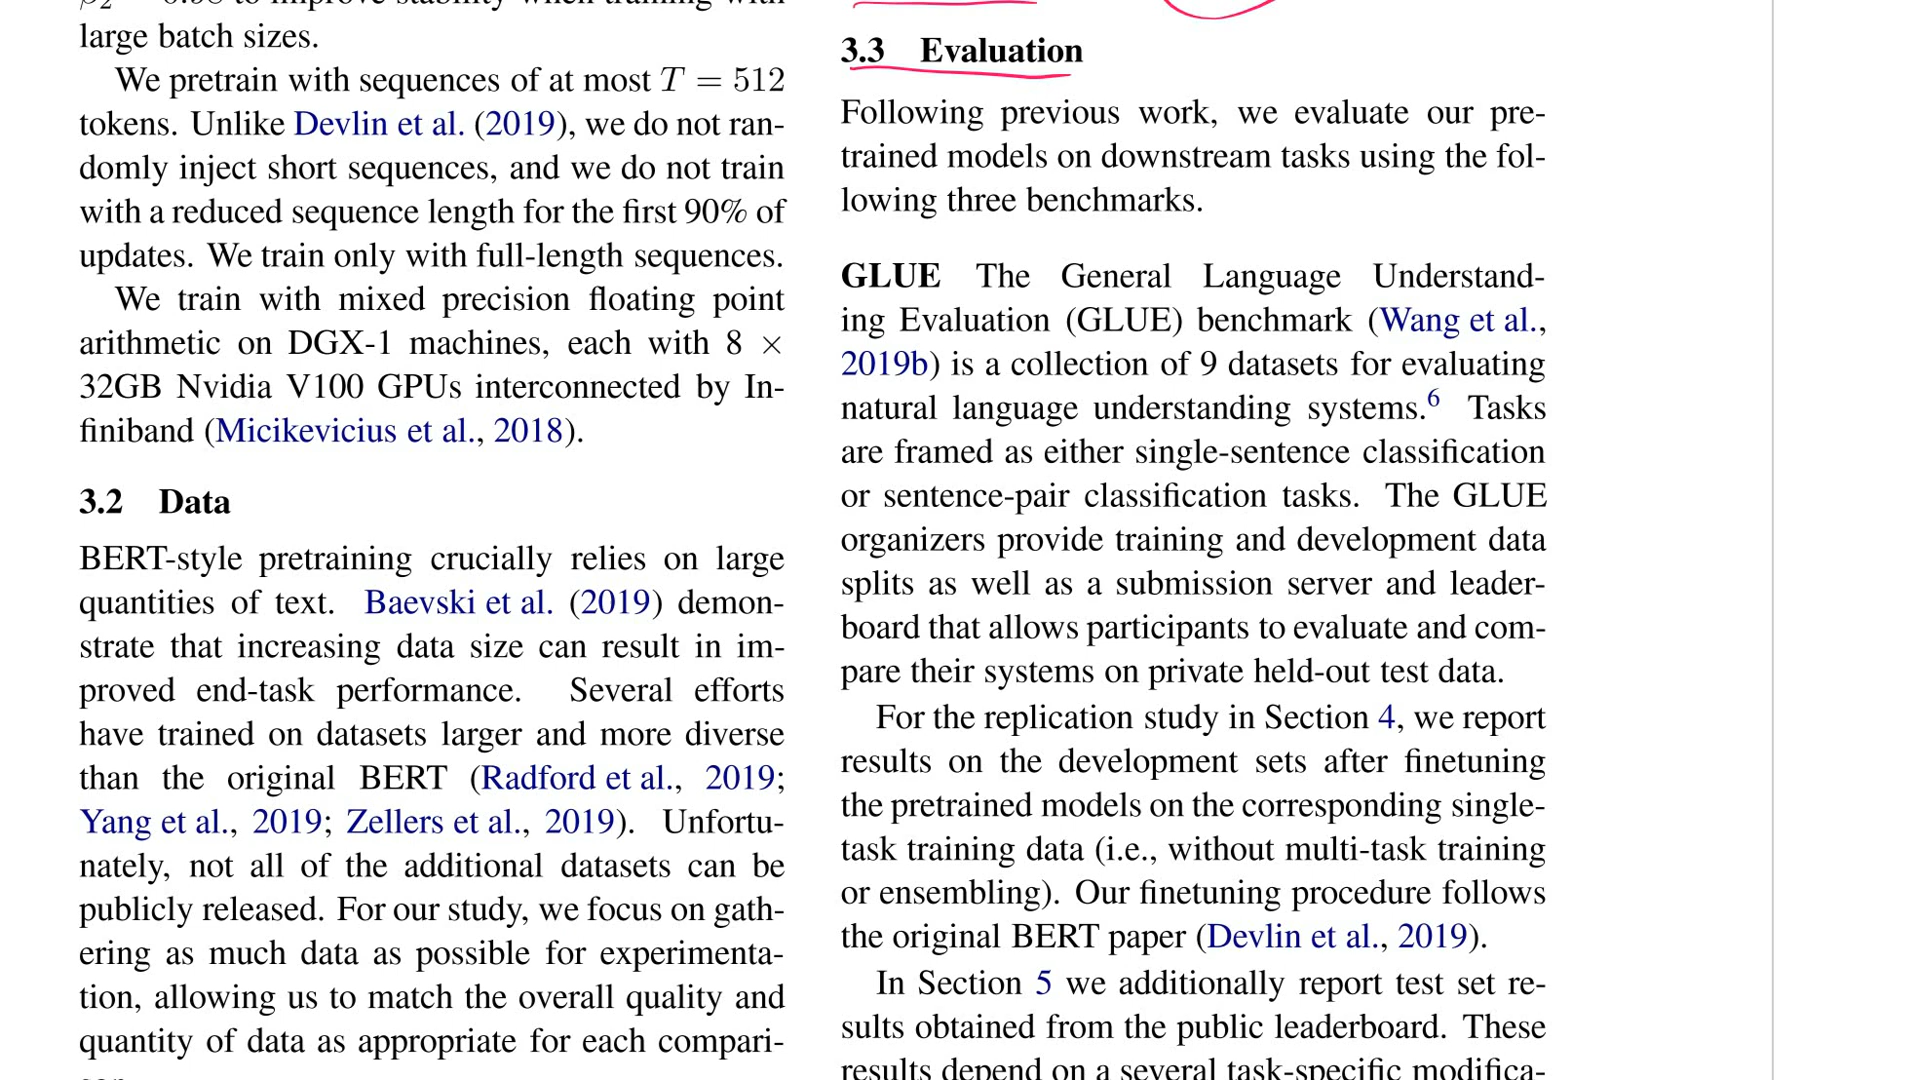 large batch sizes.
We pretrain with sequences of at most T = 512
tokens. Unlike Devlin et al. (2019), we do not ran-
domly inject short sequences, and we do not train
with a reduced sequence length for the first 90% of
updates. We train only with full-length sequences.
We train with mixed precision floating point
arithmetic on DGX-1 machines, each with 8 ×
32GB Nvidia V100 GPUs interconnected by In-
finiband (Micikevicius et al., 2018).
3.2 Data
BERT-style pretraining crucially relies on large
quantities of text. Baevski et al. (2019) demon-
strate that increasing data size can result in im-
proved end-task performance. Several efforts
have trained on datasets larger and more diverse
than the original BERT (Radford et al., 2019;
Yang et al., 2019; Zellers et al., 2019). Unfortu-
nately, not all of the additional datasets can be
publicly released. For our study, we focus on gath-
ering as much data as possible for experimenta-
tion, allowing us to match the overall quality and
quantity of data as appropriate for each compari-
3.3 Evaluation
Following previous work, we evaluate our pre-
trained models on downstream tasks using the fol-
lowing three benchmarks.
GLUE The General Language Understand-
ing Evaluation (GLUE) benchmark (Wang et al.,
2019b) is a collection of 9 datasets for evaluating
natural language understanding systems.6 Tasks
are framed as either single-sentence classification
or sentence-pair classification tasks. The GLUE
organizers provide training and development data
splits as well as a submission server and leader-
board that allows participants to evaluate and com-
pare their systems on private held-out test data.
For the replication study in Section 4, we report
results on the development sets after finetuning
the pretrained models on the corresponding single-
task training data (i.e., without multi-task training
or ensembling). Our finetuning procedure follows
the original BERT paper (Devlin et al., 2019).
In Section 5 we additionally report test set re-
sults obtained from the public leaderboard. These
results depend on a several task-specific modifica-